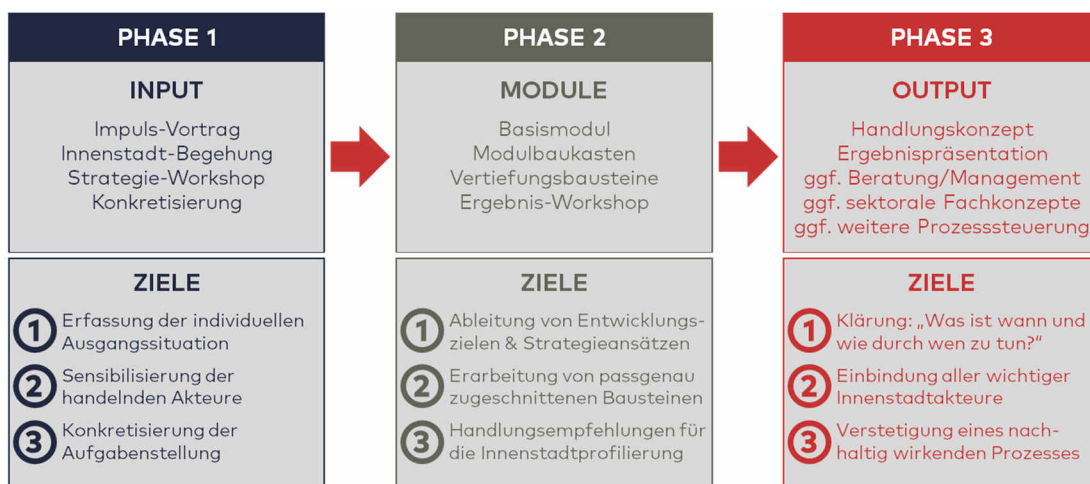 PHASE 1
INPUT
Impuls-Vortrag
Innenstadt-Begehung
Strategie-Workshop
Konkretisierung
ZIELE
1 Erfassung der individuellen
Ausgangssituation
2 Sensibilisierung der
handelnden Akteure
3 Konkretisierung der
Aufgabenstellung
PHASE 2
MODULE
Basismodul
Modulbaukasten
Vertiefungsbausteine
Ergebnis-Workshop
ZIELE
1 Ableitung von Entwicklungs-
zielen & Strategieansätzen
2 Erarbeitung von passgenau
zugeschnittenen Bausteinen
3 Handlungsempfehlungen für
die Innenstadtprofilierung
PHASE 3
OUTPUT
Handlungskonzept
Ergebnispräsentation
ggf. Beratung/Management
ggf. sektorale Fachkonzepte
ggf. weitere Prozesssteuerung
ZIELE
1 Klärung: „Was ist wann und
wie durch wen zu tun?“
2 Einbindung aller wichtiger
Innenstadtakteure
3 Verstetigung eines nach-
haltig wirkenden Prozesses